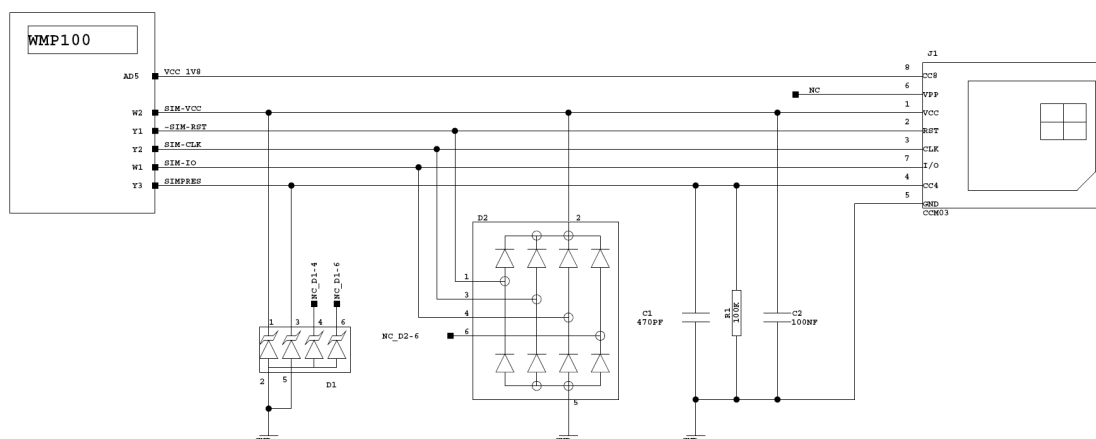 J1
WMP100
AD5 VCC 1V8 8 CC8
NC 6 VPP
W2 SIM-VCC 1 VCC
Y1 ~SIM-RST 2 RST
Y2 SIM-CLK 3 CLK
W1 SIM-IO 7 I/O
Y3 SIMPRES 4 CC4
5 GND
CCM03
D2 2
NC_D1-4
NC_D1-6
1
3
4
6
NC_D2-6
1 3 4 6
2 5 D1
5
C1
470PF
R1
100K
C2
100NF